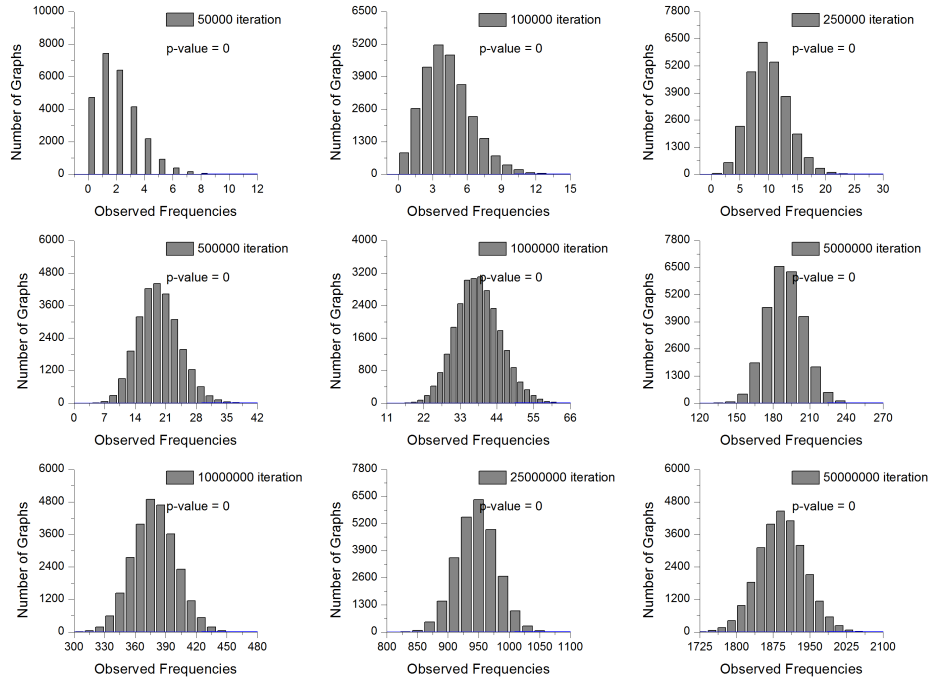 10000
8000
6000
4000
2000
0
0 2 4 6 8 10 12
Number of Graphs
Observed Frequencies
50000 iteration
p-value = 0
6500
5200
3900
2600
1300
0
0 3 6 9 12 15
Number of Graphs
Observed Frequencies
100000 iteration
p-value = 0
7800
6500
5200
3900
2600
1300
0
0 5 10 15 20 25 30
Number of Graphs
Observed Frequencies
250000 iteration
p-value = 0
6000
4800
3600
2400
1200
0
0 7 14 21 28 35 42
Number of Graphs
Observed Frequencies
500000 iteration
p-value = 0
4000
3200
2400
1600
800
0
11 22 33 44 55 66
Number of Graphs
Observed Frequencies
1000000 iteration
p-value = 0
7800
6500
5200
3900
2600
1300
0
120 150 180 210 240 270
Number of Graphs
Observed Frequencies
5000000 iteration
p-value = 0
6000
4800
3600
2400
1200
0
300 330 360 390 420 450 480
Number of Graphs
Observed Frequencies
10000000 iteration
p-value = 0
7800
6500
5200
3900
2600
1300
0
800 850 900 950 1000 1050 1100
Number of Graphs
Observed Frequencies
25000000 iteration
p-value = 0
6000
4800
3600
2400
1200
0
1725 1800 1875 1950 2025 2100
Number of Graphs
Observed Frequencies
50000000 iteration
p-value = 0